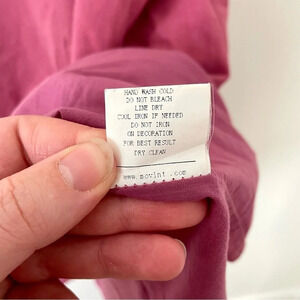 HAND WASH COLD
DO NOT BLEACH
LINE DRY
COOL IRON IF NEEDED
DO NOT IRON
ON DECORATION
FOR BEST RESULT
DRY CLEAN
www.movint.com